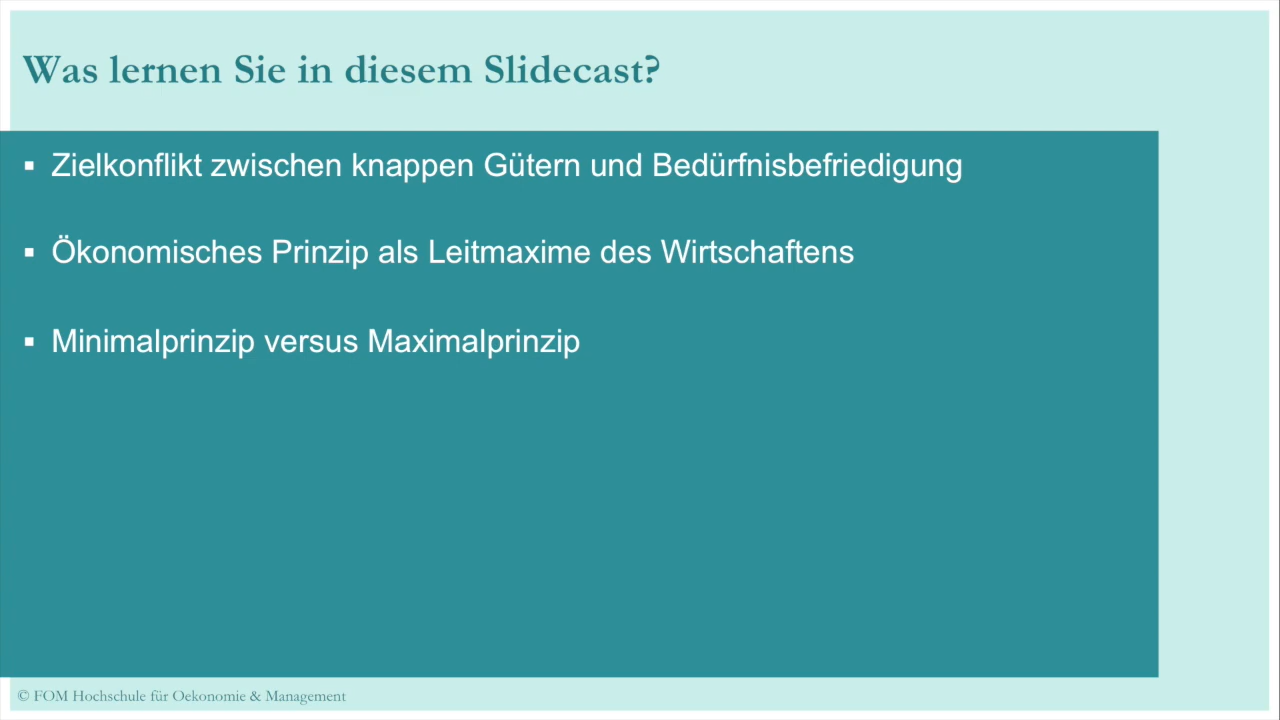 Was lernen Sie in diesem Slidecast?
▪ Zielkonflikt zwischen knappen Gütern und Bedürfnisbefriedigung
▪ Ökonomisches Prinzip als Leitmaxime des Wirtschaftens
▪ Minimalprinzip versus Maximalprinzip
© FOM Hochschule für Oekonomie & Management